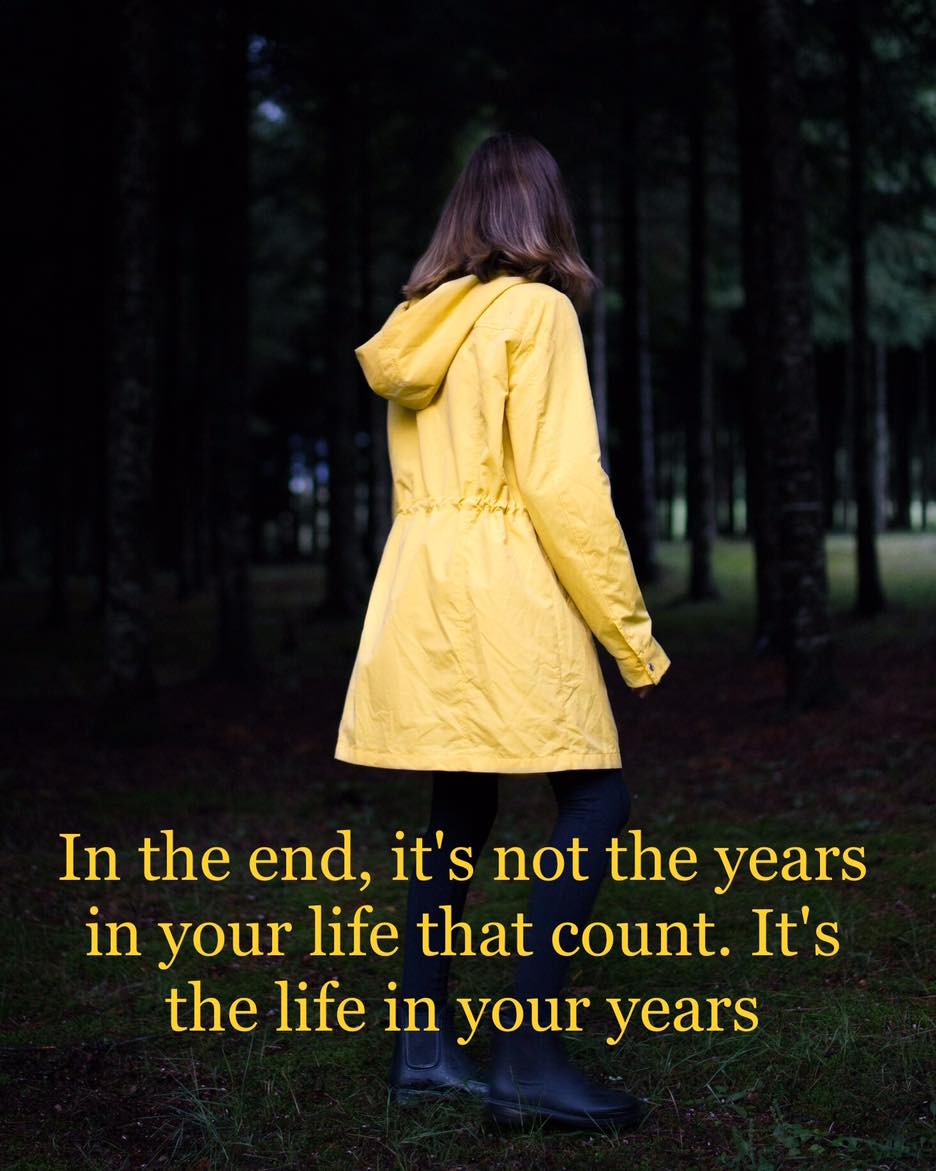 In the end, it's not the years
in your life that count. It's
the life in your years